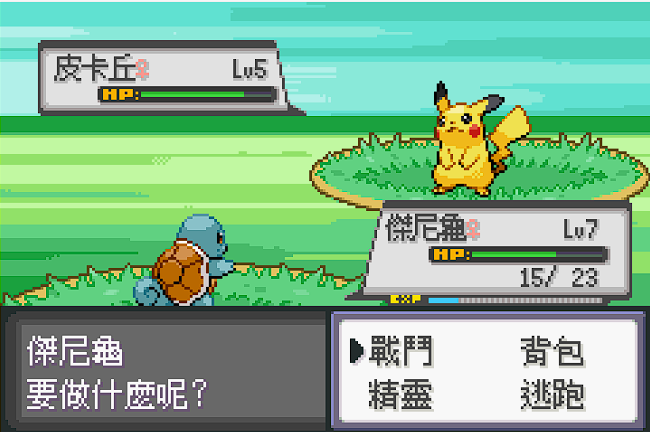 皮卡丘♀ Lv5
HP:
傑尼龜♀ Lv7
HP:
15/ 23
EXP
傑尼龜
要做什麼呢?
戰鬥 背包
精靈 逃跑